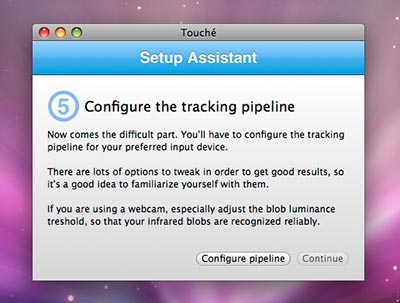 Touché
Setup Assistant
5 Configure the tracking pipeline
Now comes the difficult part. You'll have to configure the tracking
pipeline for your preferred input device.
There are lots of options to tweak in order to get good results, so
it's a good idea to familiarize yourself with them.
If you are using a webcam, especially adjust the blob luminance
treshold, so that your infrared blobs are recognized reliably.
Configure pipeline Continue